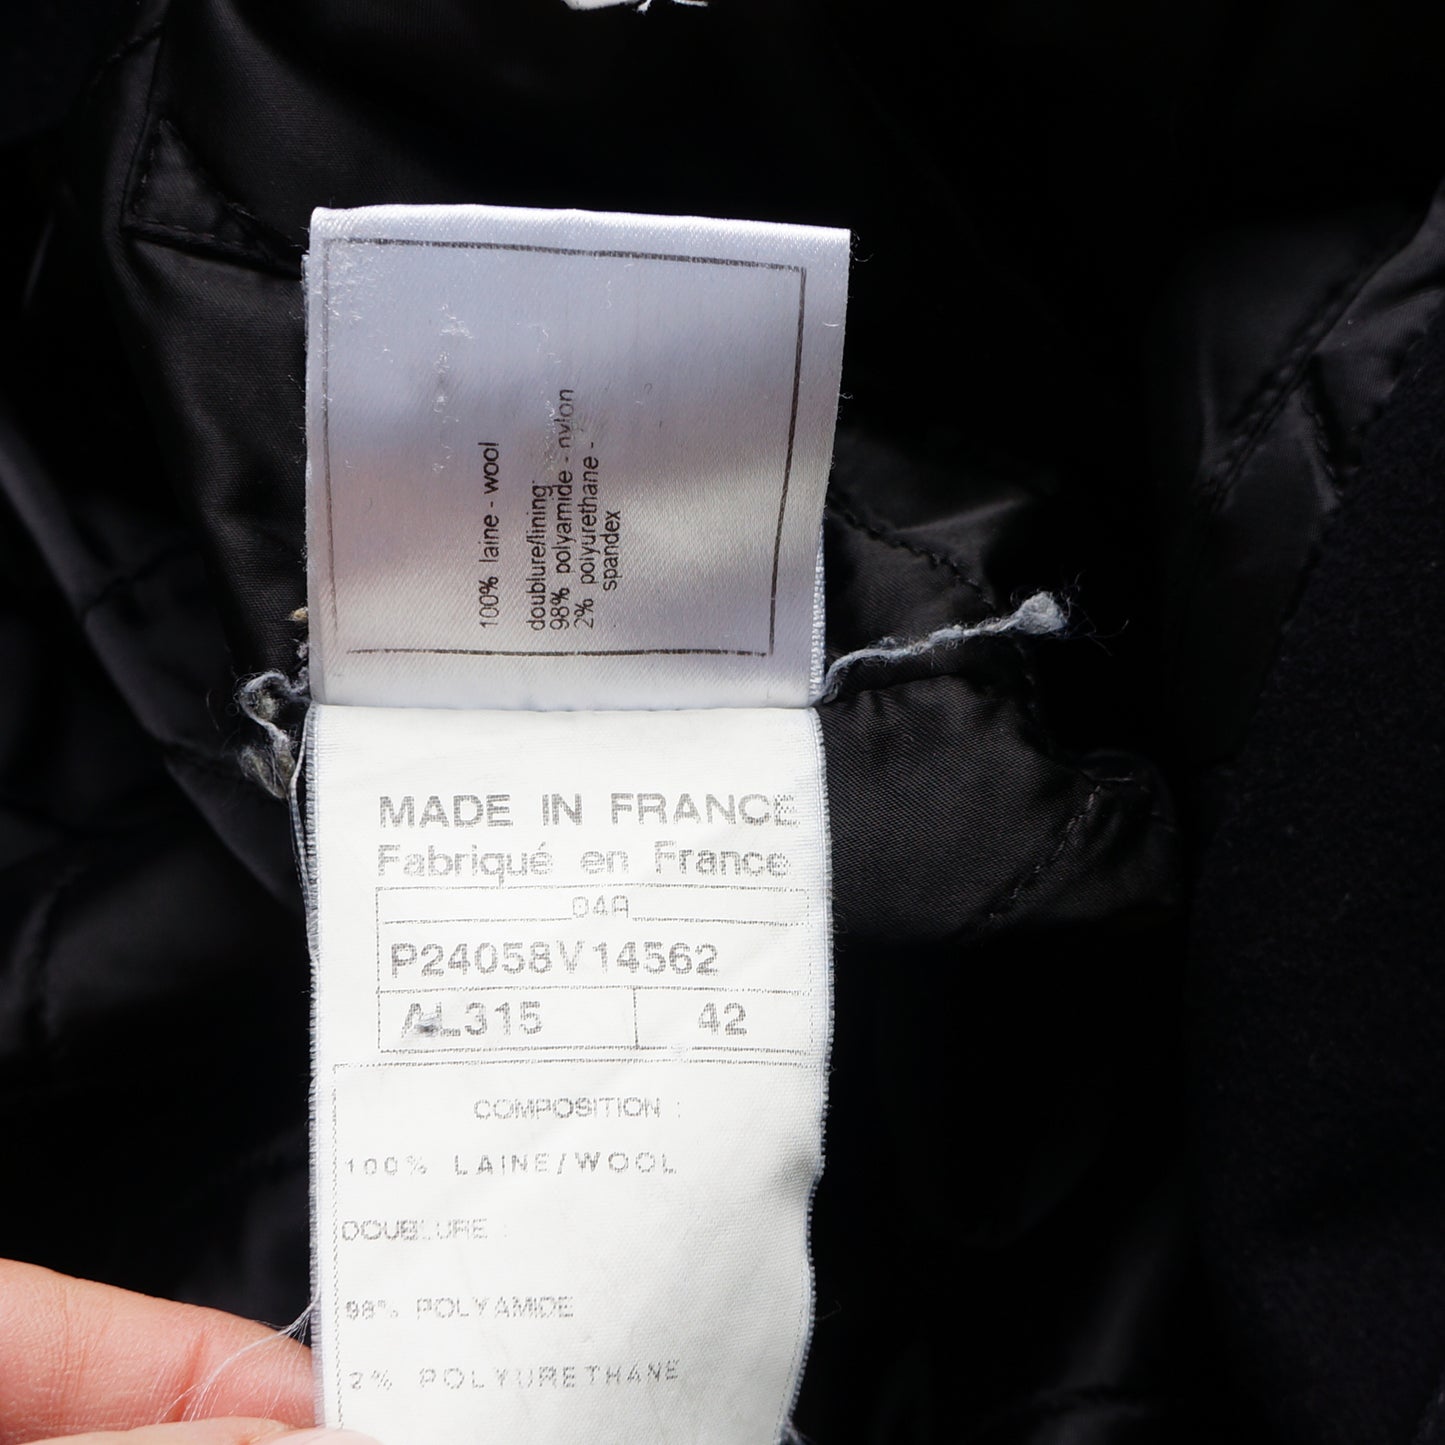 100% laine - wool
doublure/lining:
98% polyamide - nylon
2% polyurethane -
spandex
MADE IN FRANCE
Fabriqué en France
04A
P24058V14562
AL315 42
COMPOSITION :
100% LAINE/WOOL
DOUBLURE :
98% POLYAMIDE
2% POLYURETHANE